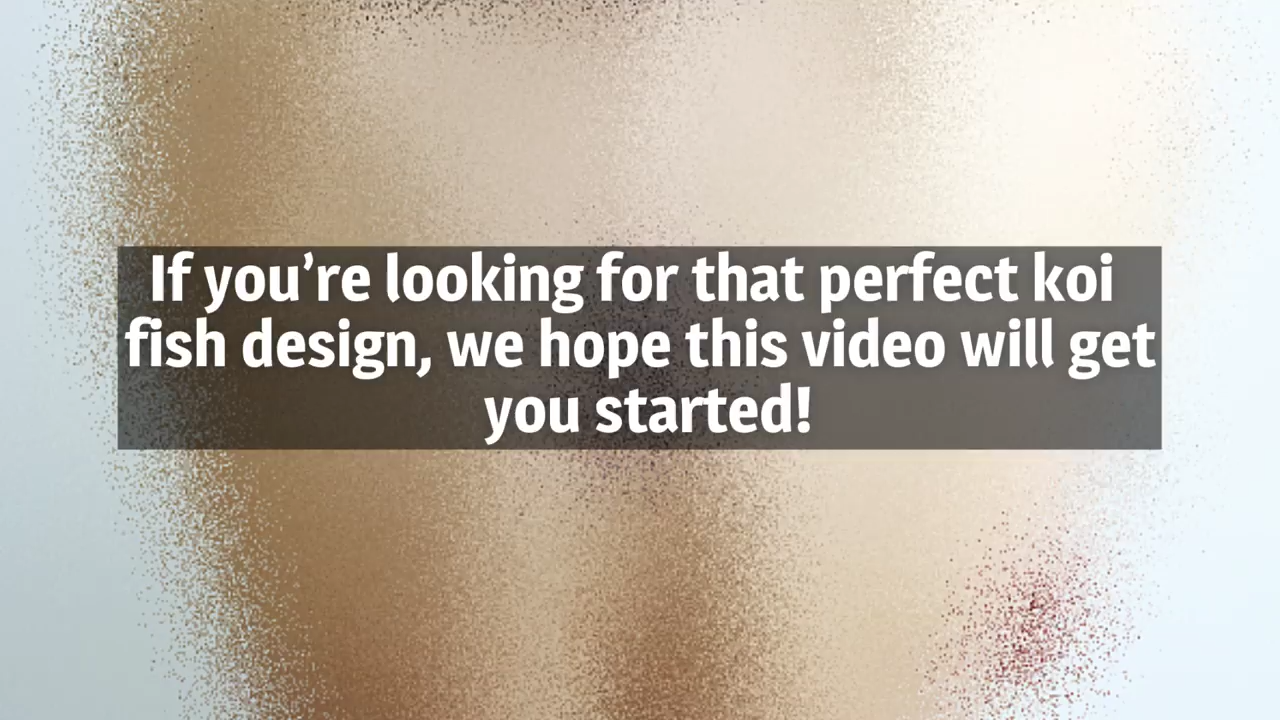 If you’re looking for that perfect koi
fish design, we hope this video will get
you started!